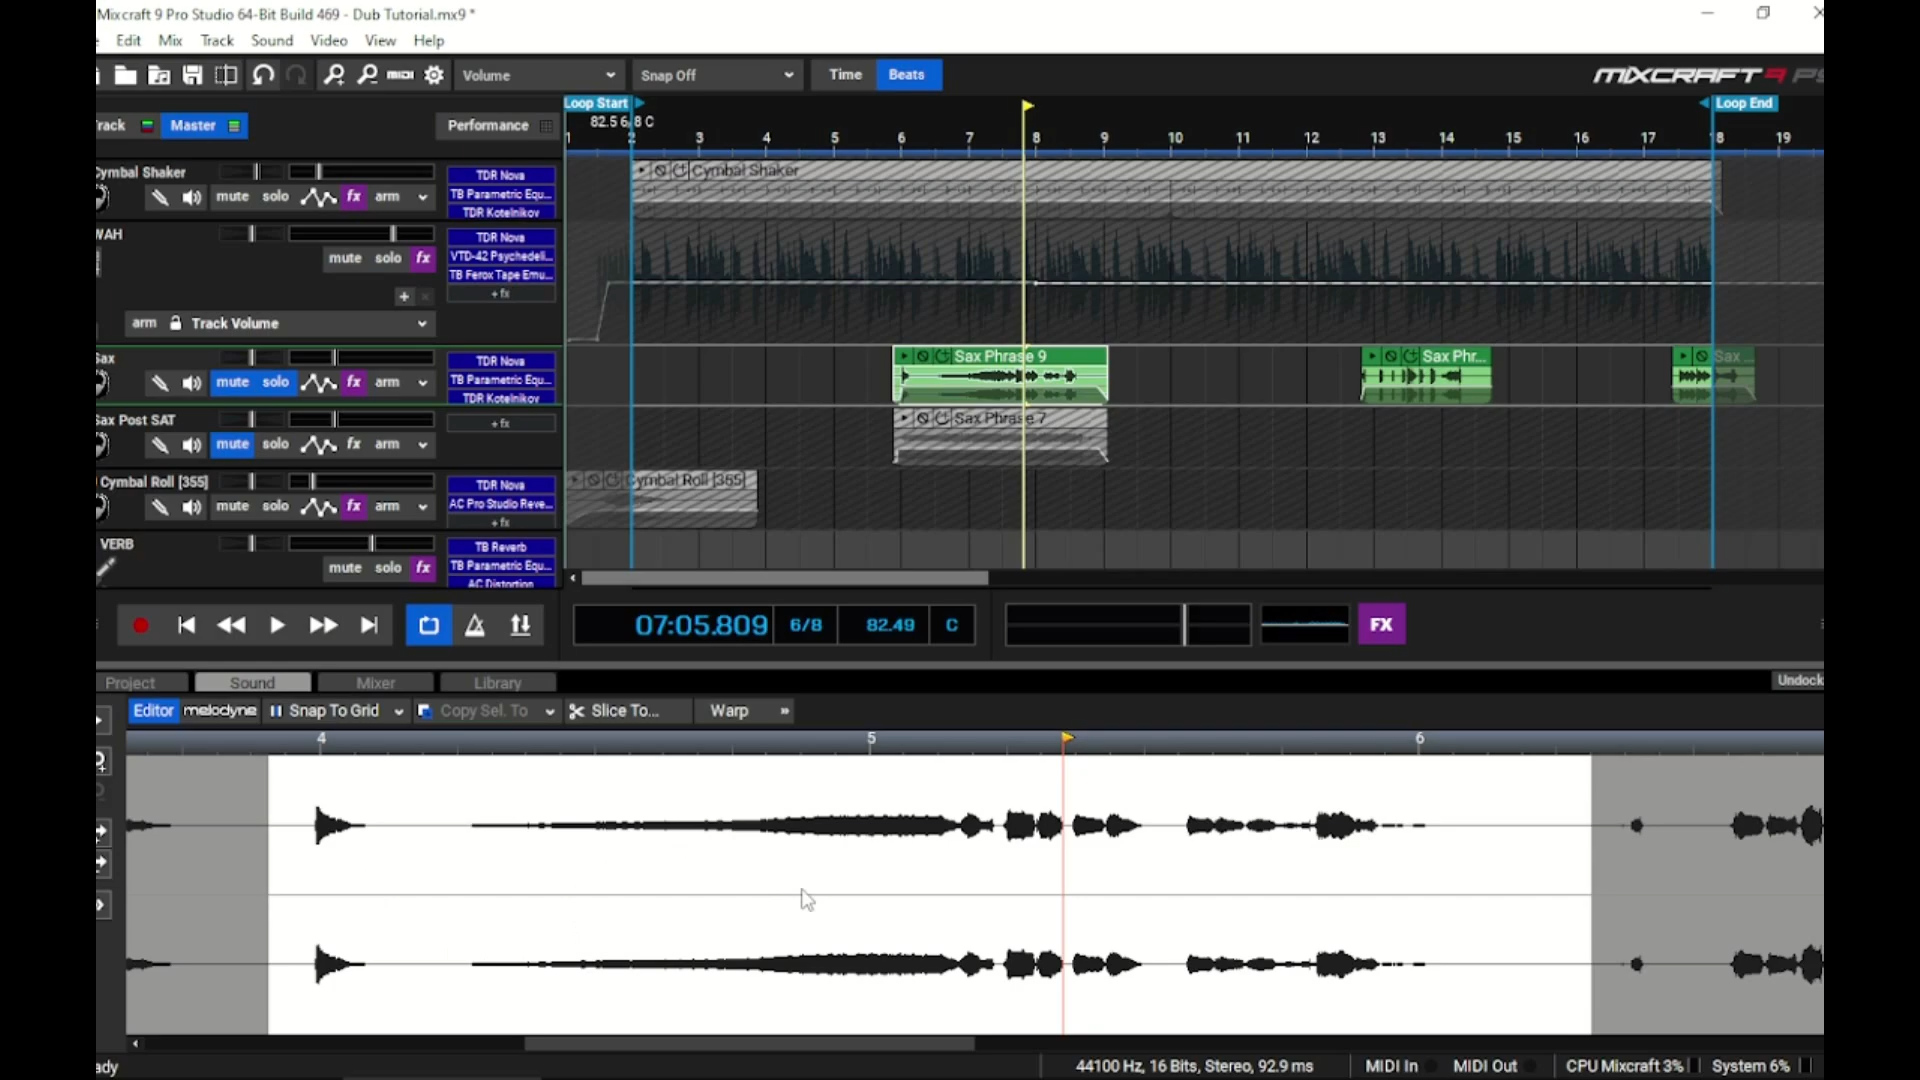 Mixcraft 9 Pro Studio 64-Bit Build 469 - Dub Tutorial.mx9 *
Edit Mix Track Sound Video View Help
MIDI Volume Snap Off Time Beats MIXCRAFT 9
Loop Start Loop End
82.5 6/8 C
rack Master Performance
1 2 3 4 5 6 7 8 9 10 11 12 13 14 15 16 17 18 19
Cymbal Shaker TDR Nova Cymbal Shaker
mute solo fx arm TB Parametric Equ...
TDR Kotelnikov
WAH TDR Nova
mute solo fx VTD-42 Psychedeli...
TB Ferox Tape Emu...
+ fx
arm Track Volume
Sax TDR Nova Sax Phrase 9 Sax Phr... Sax ...
mute solo fx arm TB Parametric Equ...
TDR Kotelnikov
Sax Post SAT + fx Sax Phrase 7
mute solo fx arm
Cymbal Roll [355] TDR Nova Cymbal Roll [355]
mute solo fx arm AC Pro Studio Reve...
+ fx
VERB TB Reverb
mute solo fx TB Parametric Equ...
AC Distortion
07:05.809 6/8 82.49 C FX
Project Sound Mixer Library Undock
Editor melodyne Snap To Grid Copy Sel. To Slice To... Warp »
4 5 6
ady 44100 Hz, 16 Bits, Stereo, 92.9 ms MIDI In MIDI Out CPU Mixcraft 3% System 6%